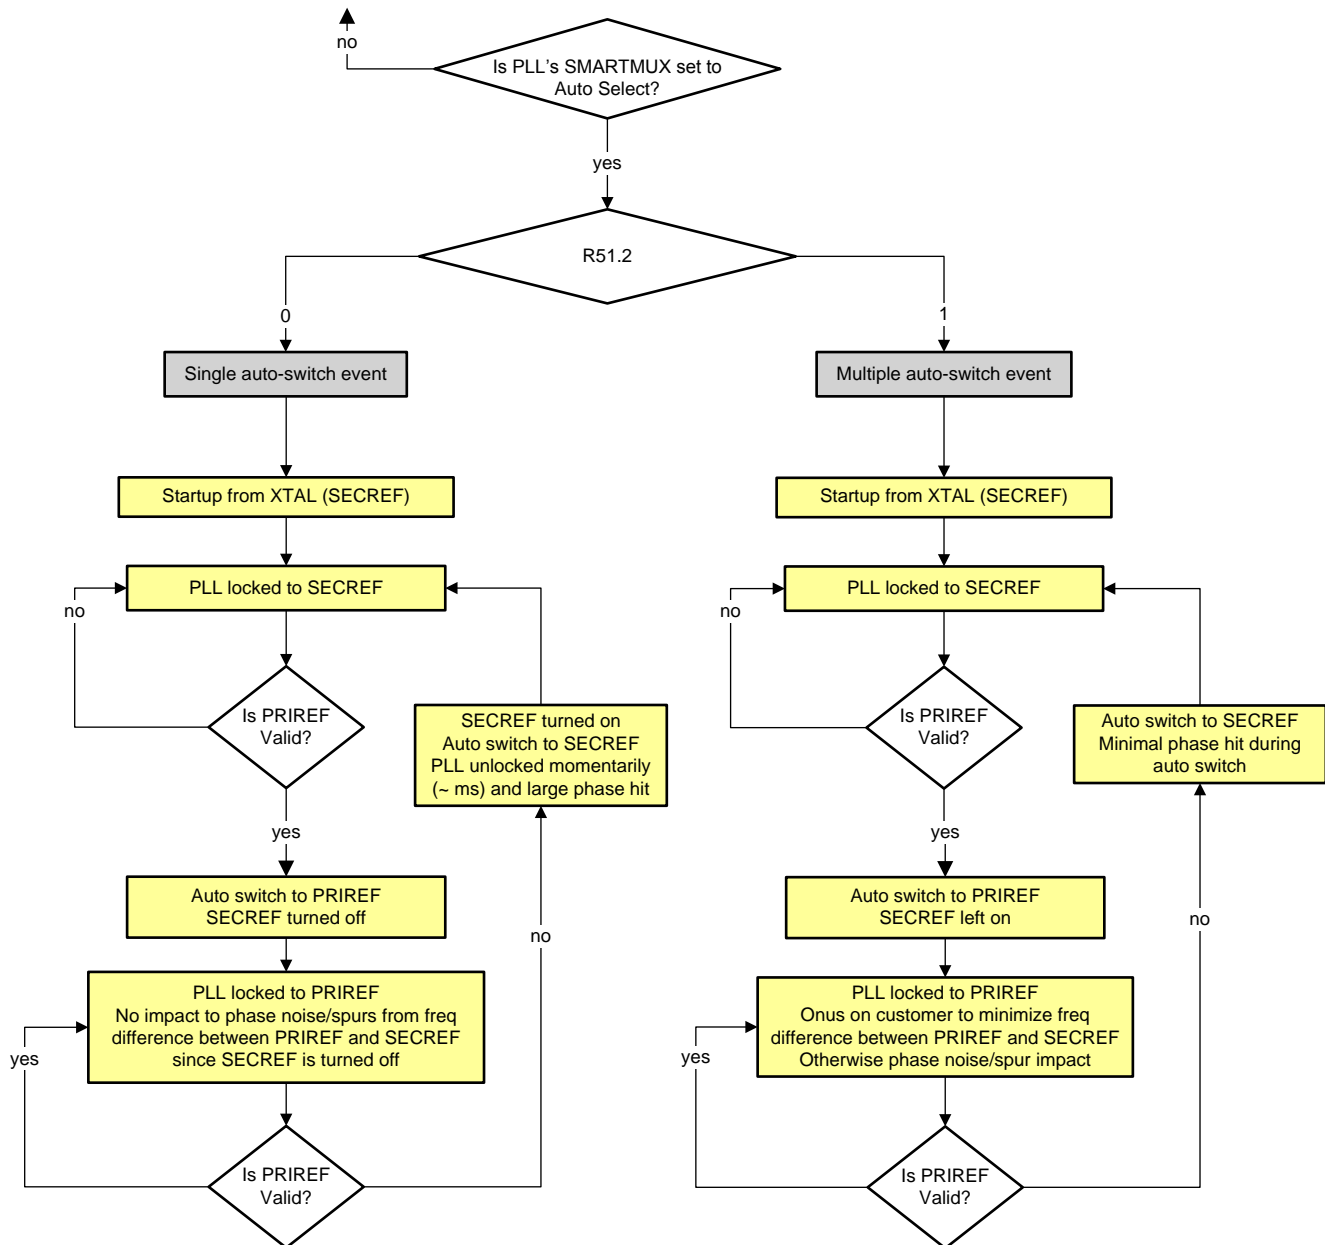 no
Is PLL's SMARTMUX set to
Auto Select?
yes
R51.2
0
1
Single auto-switch event
Multiple auto-switch event
Startup from XTAL (SECREF)
Startup from XTAL (SECREF)
PLL locked to SECREF
PLL locked to SECREF
no
no
Is PRIREF
Valid?
SECREF turned on
Auto switch to SECREF
PLL unlocked momentarily
(~ ms) and large phase hit
Is PRIREF
Valid?
Auto switch to SECREF
Minimal phase hit during
auto switch
yes
yes
Auto switch to PRIREF
SECREF turned off
no
Auto switch to PRIREF
SECREF left on
no
PLL locked to PRIREF
No impact to phase noise/spurs from freq
difference between PRIREF and SECREF
since SECREF is turned off
PLL locked to PRIREF
Onus on customer to minimize freq
difference between PRIREF and SECREF
Otherwise phase noise/spur impact
yes
yes
Is PRIREF
Valid?
Is PRIREF
Valid?